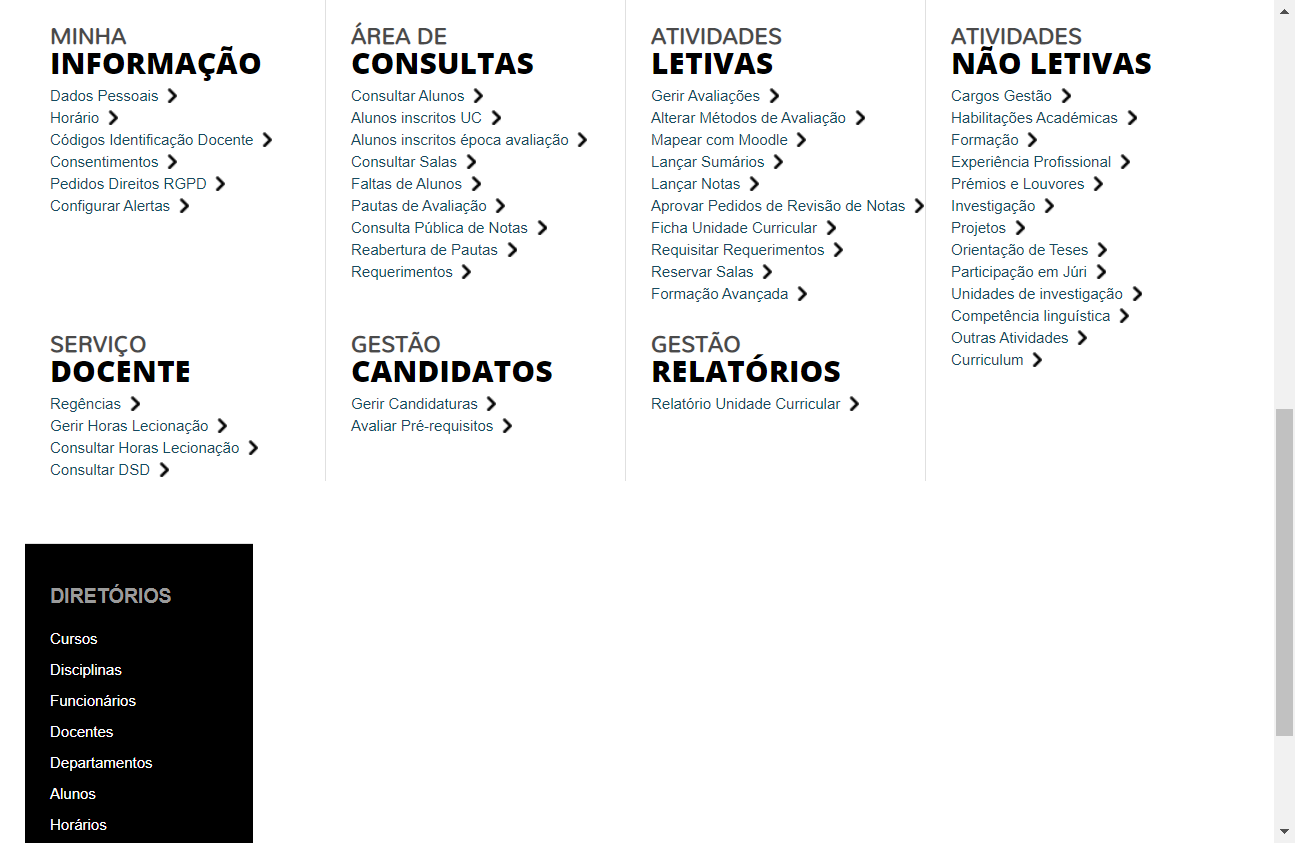 MINHA
INFORMAÇÃO
Dados Pessoais
Horário
Códigos Identificação Docente
Consentimentos
Pedidos Direitos RGPD
Configurar Alertas
ÁREA DE
CONSULTAS
Consultar Alunos
Alunos inscritos UC
Alunos inscritos época avaliação
Consultar Salas
Faltas de Alunos
Pautas de Avaliação
Consulta Pública de Notas
Reabertura de Pautas
Requerimentos
ATIVIDADES
LETIVAS
Gerir Avaliações
Alterar Métodos de Avaliação
Mapear com Moodle
Lançar Sumários
Lançar Notas
Aprovar Pedidos de Revisão de Notas
Ficha Unidade Curricular
Requisitar Requerimentos
Reservar Salas
Formação Avançada
ATIVIDADES
NÃO LETIVAS
Cargos Gestão
Habilitações Académicas
Formação
Experiência Profissional
Prémios e Louvores
Investigação
Projetos
Orientação de Teses
Participação em Júri
Unidades de investigação
Competência linguística
Outras Atividades
Curriculum
SERVIÇO
DOCENTE
Regências
Gerir Horas Lecionação
Consultar Horas Lecionação
Consultar DSD
GESTÃO
CANDIDATOS
Gerir Candidaturas
Avaliar Pré-requisitos
GESTÃO
RELATÓRIOS
Relatório Unidade Curricular
DIRETÓRIOS
Cursos
Disciplinas
Funcionários
Docentes
Departamentos
Alunos
Horários